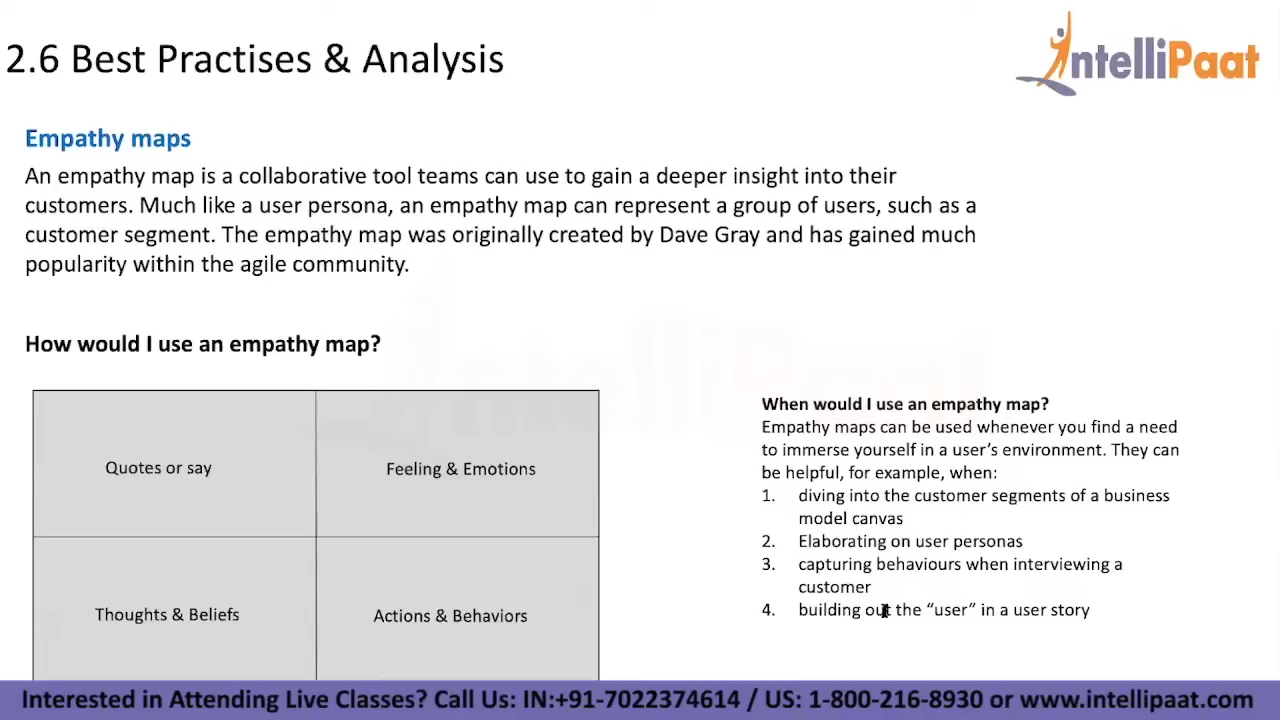 2.6 Best Practises & Analysis
IntelliPaat
Empathy maps
An empathy map is a collaborative tool teams can use to gain a deeper insight into their
customers. Much like a user persona, an empathy map can represent a group of users, such as a
customer segment. The empathy map was originally created by Dave Gray and has gained much
popularity within the agile community.
How would I use an empathy map?
Quotes or say
Feeling & Emotions
Thoughts & Beliefs
Actions & Behaviors
When would I use an empathy map?
Empathy maps can be used whenever you find a need
to immerse yourself in a user’s environment. They can
be helpful, for example, when:
1. diving into the customer segments of a business
model canvas
2. Elaborating on user personas
3. capturing behaviours when interviewing a
customer
4. building out the “user” in a user story
IntelliPaat
Interested in Attending Live Classes? Call Us: IN:+91-7022374614 / US: 1-800-216-8930 or www.intellipaat.com